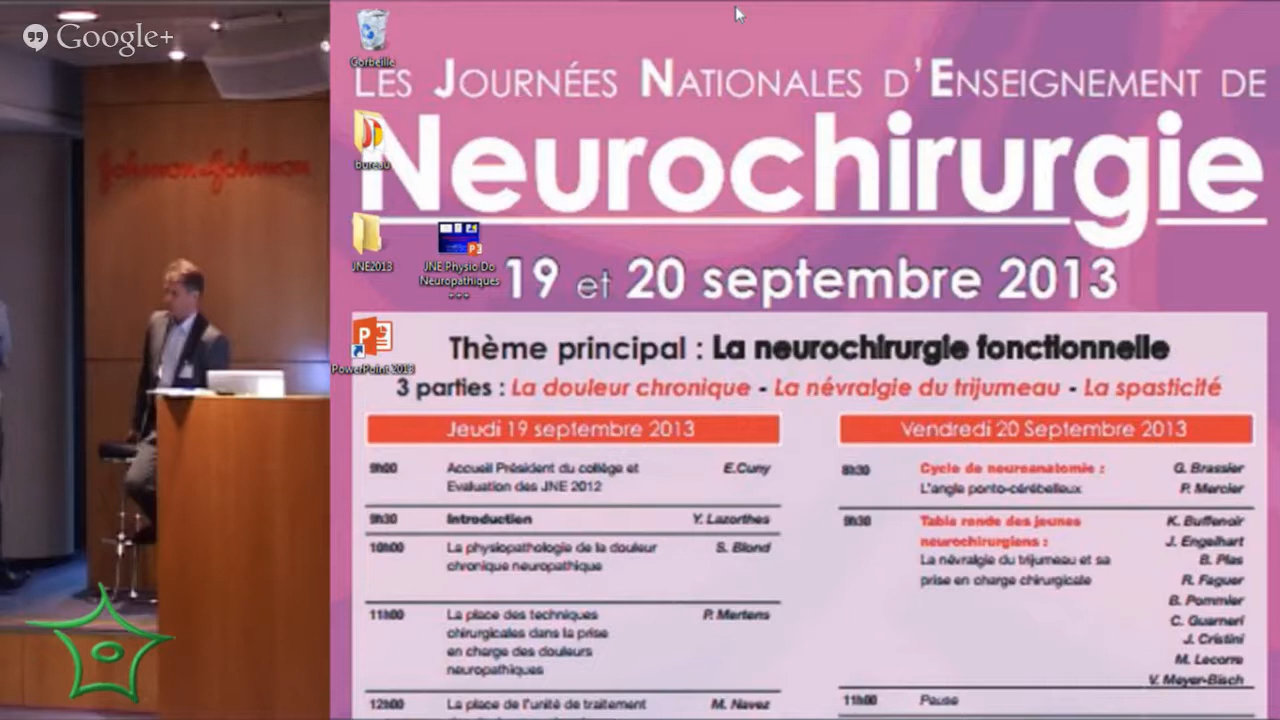 Google+
Johnson & Johnson
Corbeille
LES JOURNÉES NATIONALES D'ENSEIGNEMENT DE
Bureau
Neurochirurgie
JNE2013
JNE Physio Do
Neuropathiques
...
19 et 20 septembre 2013
PowerPoint 2013
Thème principal : La neurochirurgie fonctionnelle
3 parties : La douleur chronique - La névralgie du trijumeau - La spasticité
Jeudi 19 septembre 2013
9h00 Accueil Président du collège et E.Cuny
Evaluation des JNE 2012
9h30 Introduction Y. Lazorthes
10h00 La physiopathologie de la douleur S. Blond
chronique neuropathique
11h00 La place des techniques P. Mertens
chirurgicales dans la prise
en charge des douleurs
neuropathiques
12h00 La place de l'unité de traitement M. Navez
Vendredi 20 Septembre 2013
8h30 Cycle de neuroanatomie : G. Brassier
L'angle ponto-cérébelleux P. Mercier
9h30 Table ronde des jeunes K. Buffenoir
neurochirurgiens : J. Engelhart
La névralgie du trijumeau et sa B. Plas
prise en charge chirurgicale R. Faguer
B. Pommier
C. Guarneri
J. Cristini
M. Lecorre
V. Meyer-Bisch
11h00 Pause